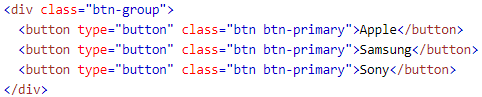 <div class="btn-group">
  <button type="button" class="btn btn-primary">Apple</button>
  <button type="button" class="btn btn-primary">Samsung</button>
  <button type="button" class="btn btn-primary">Sony</button>
</div>